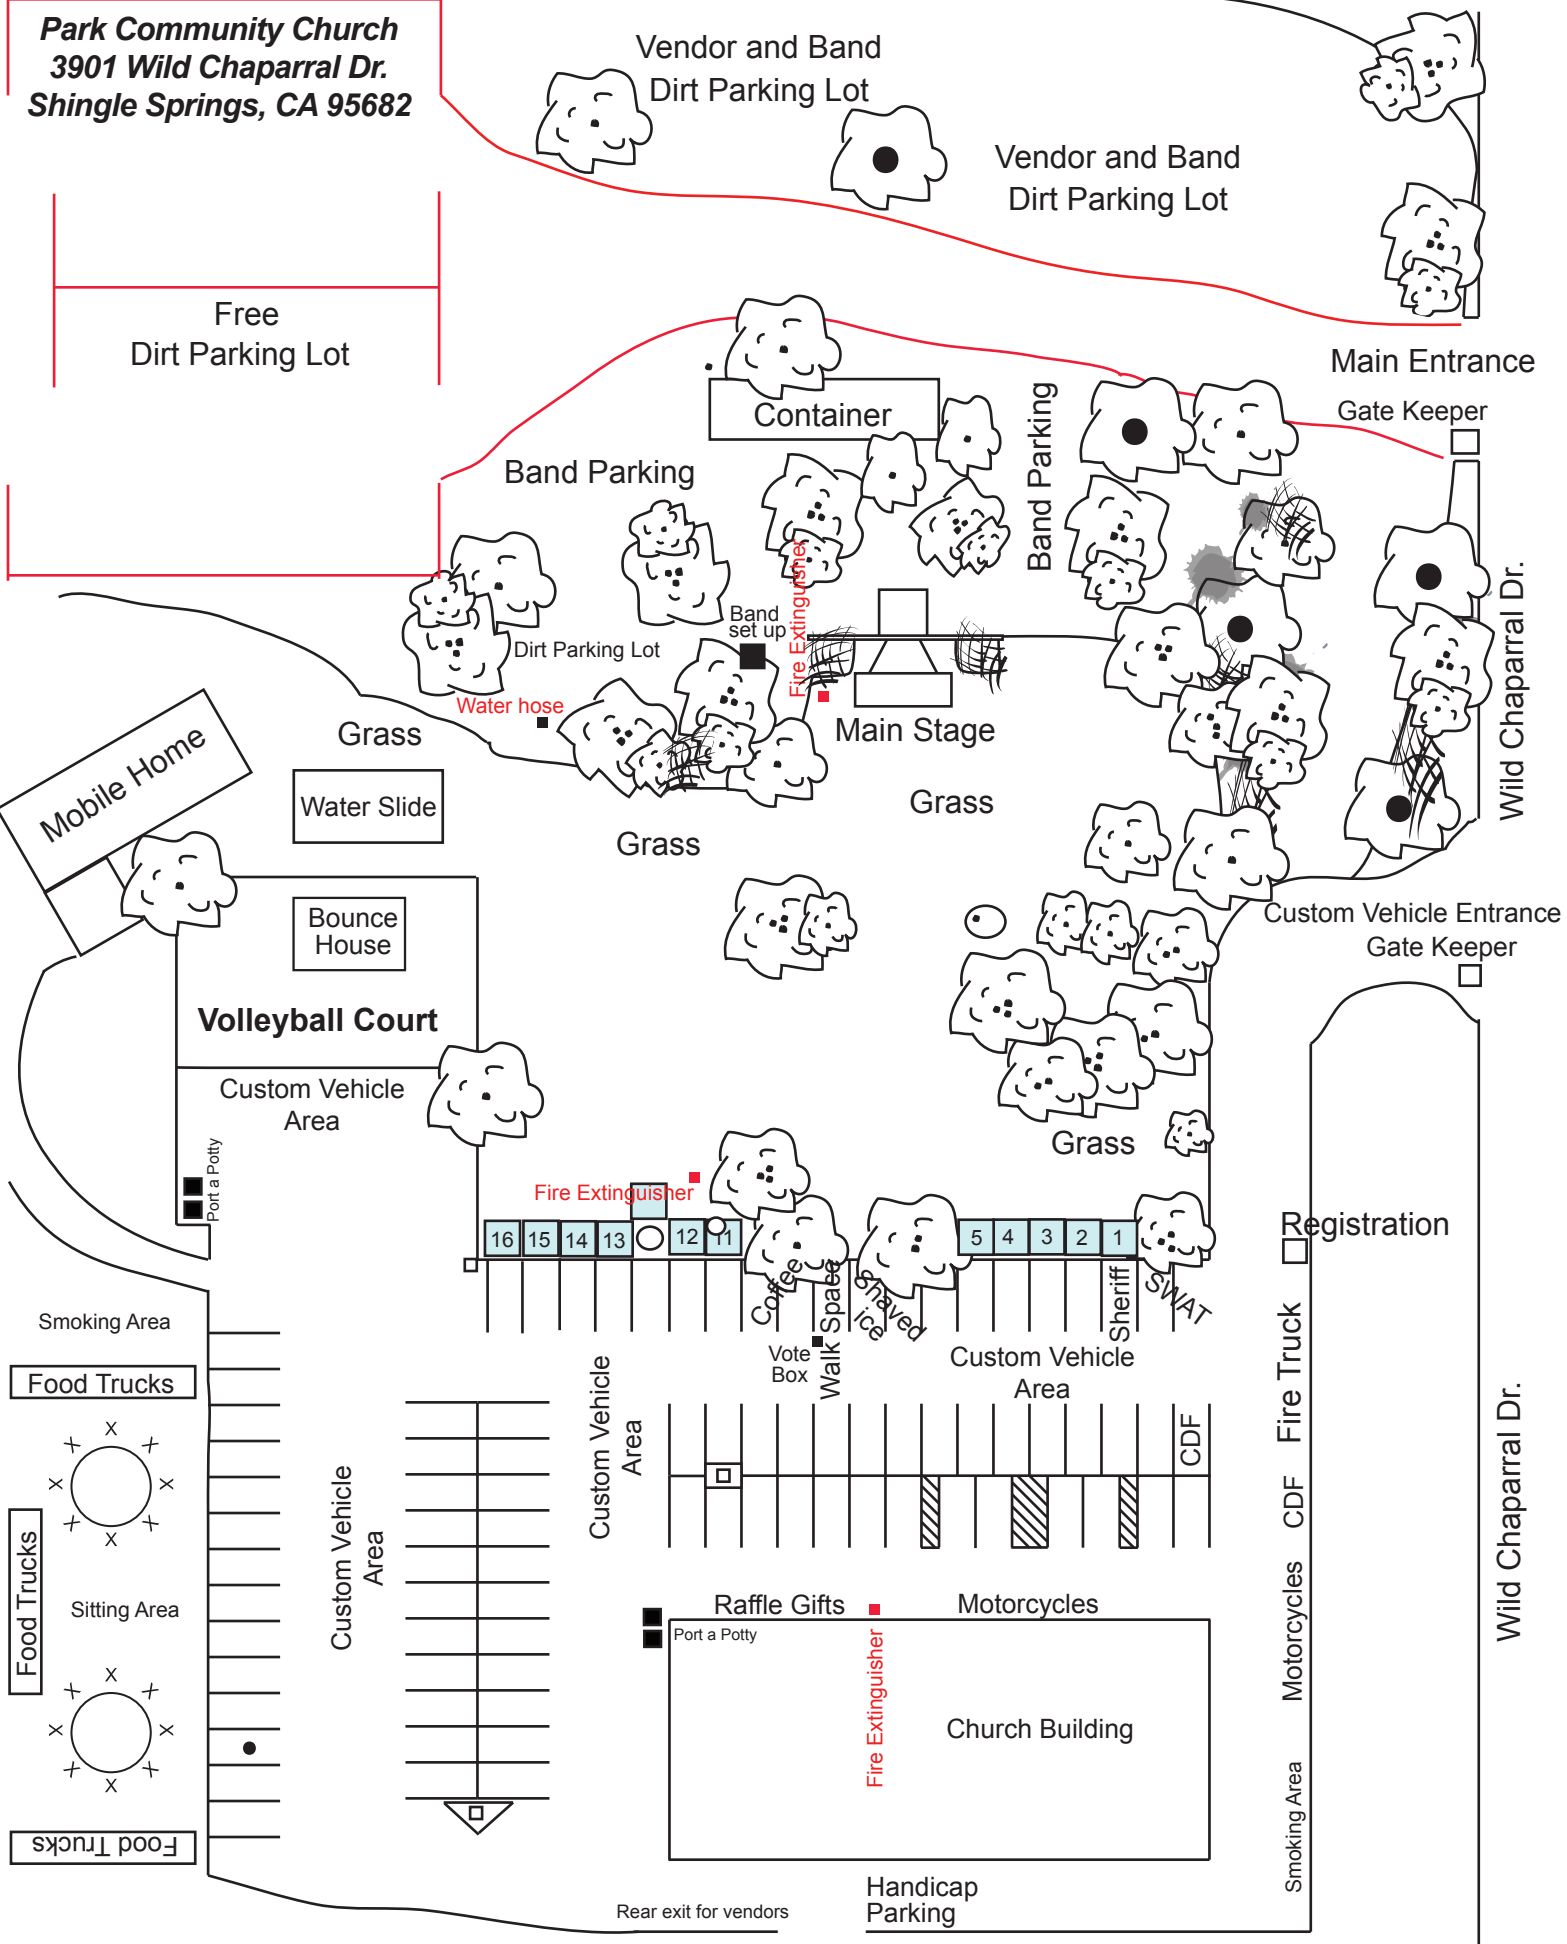 Park Community Church
3901 Wild Chaparral Dr.
Shingle Springs, CA 95682
Vendor and Band
Dirt Parking Lot
Vendor and Band
Dirt Parking Lot
Free
Dirt Parking Lot
Main Entrance
Gate Keeper
Container
Band Parking
Band Parking
Fire Extinguisher
Band
set up
Dirt Parking Lot
Water hose
Main Stage
Wild Chaparral Dr.
Grass
Mobile Home
Water Slide
Grass
Grass
Bounce
House
Custom Vehicle Entrance
Gate Keeper
Volleyball Court
Custom Vehicle
Area
Grass
Port a Potty
Fire Extinguisher
16 15 14 13 12 11 5 4 3 2 1
Registration
Coffee
Walk Space
Shaved
ice
Sheriff
SWAT
Smoking Area
Vote
Box
Custom Vehicle
Area
Fire Truck
Food Trucks
Custom Vehicle
Area
CDF
X X X X X X X X
Custom Vehicle
Area
CDF
Wild Chaparral Dr.
Food Trucks
Sitting Area
Raffle Gifts
Motorcycles
Motorcycles
Port a Potty
Fire Extinguisher
X X X X X X X X
Church Building
Smoking Area
Food Trucks
Handicap
Parking
Rear exit for vendors